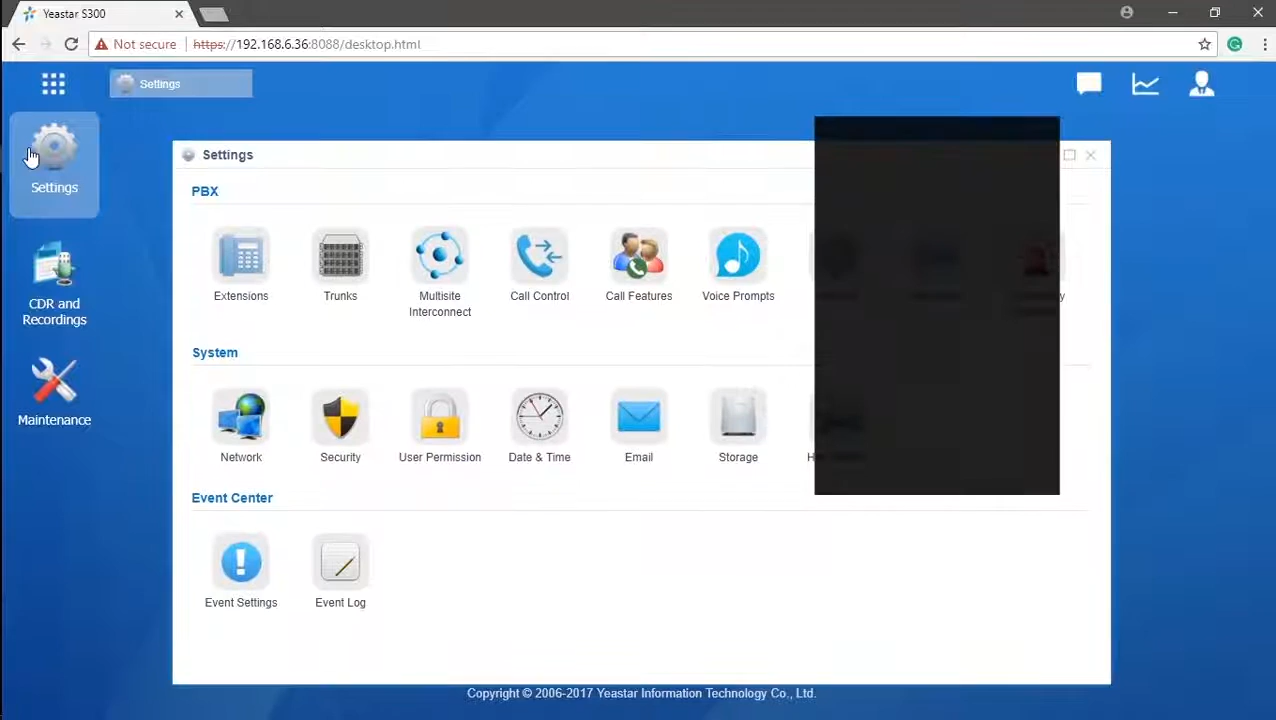 Yeastar S300
Not secure
https://192.168.6.36:8088/desktop.html
Settings
Settings
CDR and
Recordings
Maintenance
Settings
PBX
Extensions
Trunks
Multisite
Interconnect
Call Control
Call Features
Voice Prompts
System
Network
Security
User Permission
Date & Time
Email
Storage
Event Center
Event Settings
Event Log
Copyright © 2006-2017 Yeastar Information Technology Co., Ltd.